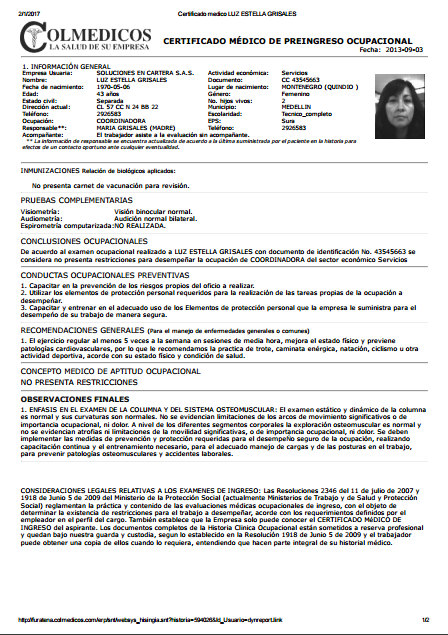 2/1/2017 Certificado medico LUZ ESTELLA GRISALES
COLMEDICOS
LA SALUD DE SU EMPRESA
CERTIFICADO MÉDICO DE PREINGRESO OCUPACIONAL
Fecha: 2013-09-03
1. INFORMACIÓN GENERAL
Empresa Usuaria: SOLUCIONES EN CARTERA S.A.S. Actividad económica: Servicios
Nombre: LUZ ESTELLA GRISALES Documento: CC 43545663
Fecha de nacimiento: 1970-05-06 Lugar de nacimiento: MONTENEGRO (QUINDIO )
Edad: 43 años Género: Femenino
Estado civil: Separada No. hijos vivos: 2
Dirección actual: CL 57 CC N 24 BB 22 Municipio: MEDELLIN
Teléfono: 2926583 Escolaridad: Tecnico_completo
Ocupación: COORDINADORA EPS: Sura
Responsable**: MARIA GRISALES (MADRE) Teléfono: 2926583
Acompañante: El trabajador asiste a la evaluación sin acompañante.
** La información de responsable se encuentra actualizada de acuerdo a la última suministrada por el paciente en la historia para
efectos de un contacto oportuno ante cualquier eventualidad.
INMUNIZACIONES Relación de biológicos aplicados:
No presenta carnet de vacunación para revisión.
PRUEBAS COMPLEMENTARIAS
Visiometría: Visión binocular normal.
Audiometría: Audición normal bilateral.
Espirometría computarizada:NO REALIZADA.
CONCLUSIONES OCUPACIONALES
De acuerdo al examen ocupacional realizado a LUZ ESTELLA GRISALES con documento de identificación No. 43545663 se
considera no presenta restricciones para desempeñar la ocupación de COORDINADORA del sector económico Servicios
CONDUCTAS OCUPACIONALES PREVENTIVAS
1. Capacitar en la prevención de los riesgos propios del oficio a realizar.
2. Utilizar los elementos de protección personal requeridos para la realización de las tareas propias de la ocupación a
desempeñar.
3. Capacitar y entrenar en el adecuado uso de los Elementos de protección personal que la empresa le suministra para el
desempeño de su trabajo de manera segura.
RECOMENDACIONES GENERALES (Para el manejo de enfermedades generales o comunes)
1. El ejercicio regular al menos 5 veces a la semana en sesiones de media hora, mejora el estado físico y previene
patologías cardiovasculares, por lo que le recomendamos la practica de trote, caminata enérgica, natación, ciclismo u otra
actividad deportiva, acorde con su estado físico y condición de salud.
CONCEPTO MEDICO DE APTITUD OCUPACIONAL
NO PRESENTA RESTRICCIONES
OBSERVACIONES FINALES
1. ENFASIS EN EL EXAMEN DE LA COLUMNA Y DEL SISTEMA OSTEOMUSCULAR: El examen estático y dinámico de la columna
es normal y sus curvaturas son normales. No se evidencian limitaciones de los arcos de movimiento significativos o de
importancia ocupacional, ni dolor. A nivel de los diferentes segmentos corporales la exploración osteomuscular es normal y
no se evidencian atrofias ni limitaciones de la movilidad significativas, o de importancia ocupacional, ni dolor. Se deben
implementar las medidas de prevención y protección requeridas para el desempeño seguro de la ocupación, realizando
capacitación continua y el entrenamiento necesario, para el adecuado manejo de cargas y de las posturas en el trabajo,
para prevenir patologías osteomusculares y accidentes laborales.
CONSIDERACIONES LEGALES RELATIVAS A LOS EXAMENES DE INGRESO: Las Resoluciones 2346 del 11 de julio de 2007 y
1918 de Junio 5 de 2009 del Ministerio de la Protección Social (actualmente Ministerios de Trabajo y de Salud y Protección
Social) reglamentan la práctica y contenido de las evaluaciones médicas ocupacionales de ingreso, con el objeto de
determinar la existencia de restricciones para el trabajo a desempeñar, acorde con los requerimientos definidos por el
empleador en el perfil del cargo. También establece que la Empresa solo puede conocer el CERTIFICADO MéDICO DE
INGRESO del aspirante. Los documentos completos de la Historia Clinica Ocupacional están sometidos a reserva profesional
y quedan bajo nuestra guarda y custodia, según lo establecido en la Resolución 1918 de Junio 5 de 2009 y el trabajador
puede obtener una copia de ellos cuando lo requiera, entendiendo que hacen parte integral de su historial médico.
http://furatena.colmedicos.com/erp/snt/websys_hisingia.snt?historia=594026&Id_Usuario=dynreport.link 1/2